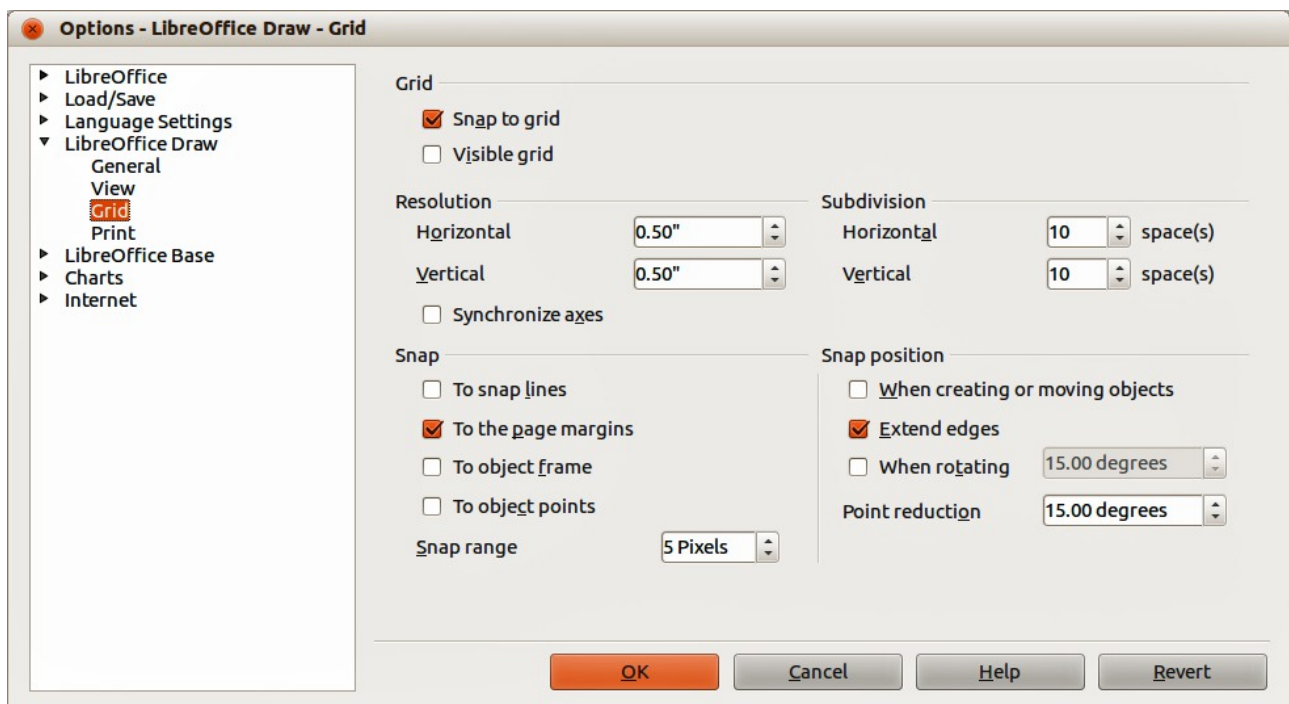 Options - LibreOffice Draw - Grid
LibreOffice
Load/Save
Language Settings
LibreOffice Draw
General
View
Grid
Print
LibreOffice Base
Charts
Internet
Grid
Snap to grid
Visible grid
Resolution
Horizontal 0.50"
Vertical 0.50"
Synchronize axes
Subdivision
Horizontal 10 space(s)
Vertical 10 space(s)
Snap
To snap lines
To the page margins
To object frame
To object points
Snap range 5 Pixels
Snap position
When creating or moving objects
Extend edges
When rotating 15.00 degrees
Point reduction 15.00 degrees
OK Cancel Help Revert